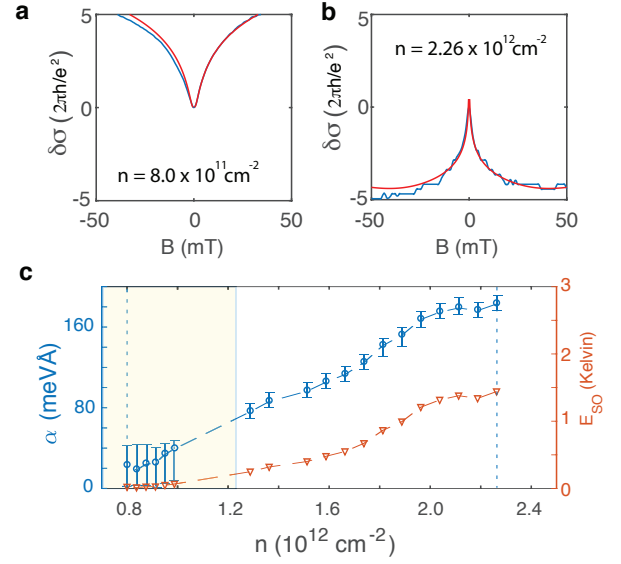 a
5
0
-5
δσ (2πh/e²)
n = 8.0 x 10¹¹cm⁻²
-50 0 50
B (mT)
b
5
0
-5
δσ (2πh/e²)
n = 2.26 x 10¹²cm⁻²
-50 0 50
B (mT)
c
160
80
0
α (meVÅ)
3
2
1
0
E_SO (Kelvin)
0.8 1.2 1.6 2.0 2.4
n (10¹² cm⁻²)